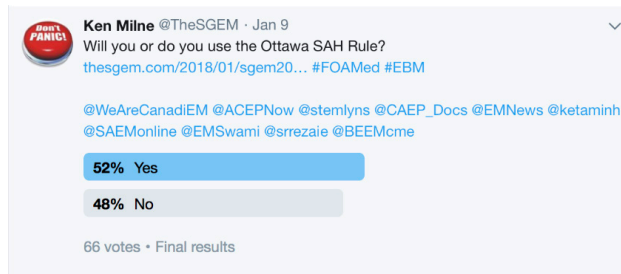 Don't
PANIC!
Ken Milne @TheSGEM · Jan 9
Will you or do you use the Ottawa SAH Rule?
thesgem.com/2018/01/sgem20... #FOAMed #EBM
@WeAreCanadiEM @ACEPNow @stemlyns @CAEP_Docs @EMNews @ketaminh
@SAEMonline @EMSwami @srrezaie @BEEMcme
52% Yes
48% No
66 votes • Final results